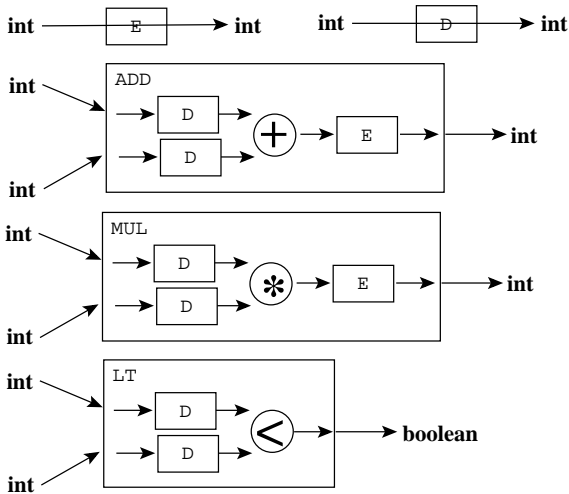 int E int int D int
int ADD
D
+ E int
D
int
int MUL
D
* E int
D
int
int LT
D
< boolean
D
int